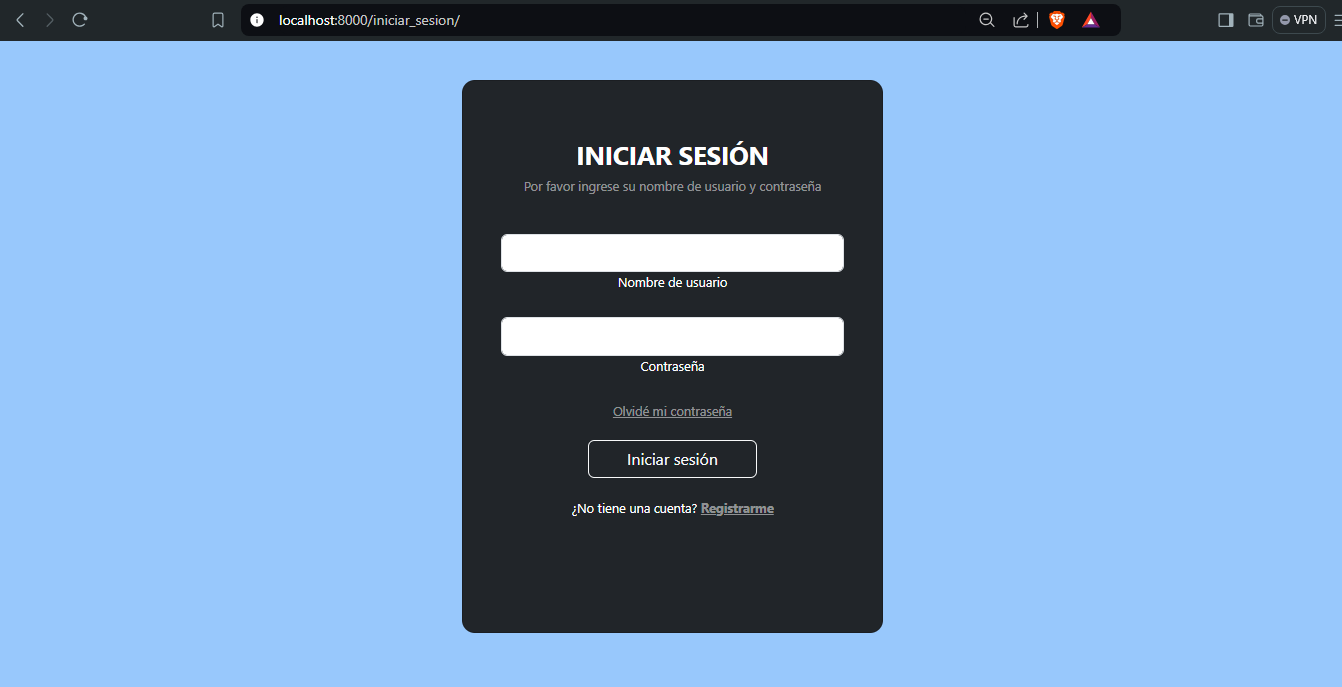 localhost:8000/iniciar_sesion/
VPN
INICIAR SESIÓN
Por favor ingrese su nombre de usuario y contraseña
Nombre de usuario
Contraseña
Olvidé mi contraseña
Iniciar sesión
¿No tiene una cuenta? Registrarme